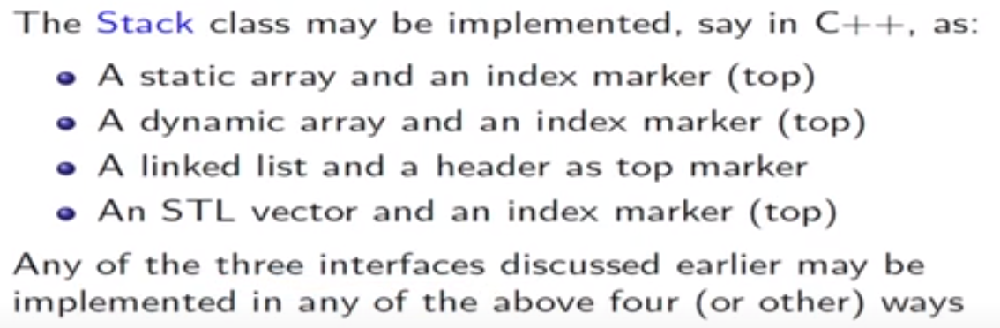 The Stack class may be implemented, say in C++, as:
A static array and an index marker (top)
A dynamic array and an index marker (top)
A linked list and a header as top marker
An STL vector and an index marker (top)
Any of the three interfaces discussed earlier may be
implemented in any of the above four (or other) ways